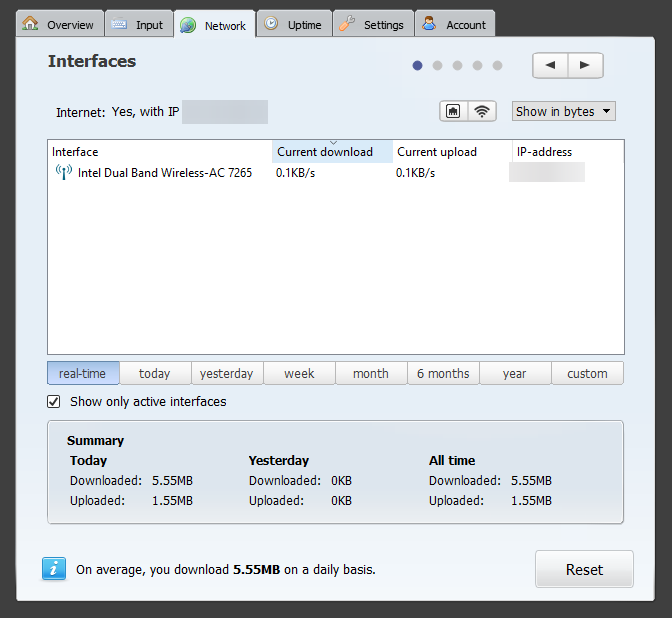 Overview Input Network Uptime Settings Account
Interfaces
Internet: Yes, with IP
Show in bytes
Interface Current download Current upload IP-address
Intel Dual Band Wireless-AC 7265 0.1KB/s 0.1KB/s
real-time today yesterday week month 6 months year custom
Show only active interfaces
Summary
Today Yesterday All time
Downloaded: 5.55MB Downloaded: 0KB Downloaded: 5.55MB
Uploaded: 1.55MB Uploaded: 0KB Uploaded: 1.55MB
i On average, you download 5.55MB on a daily basis.
Reset